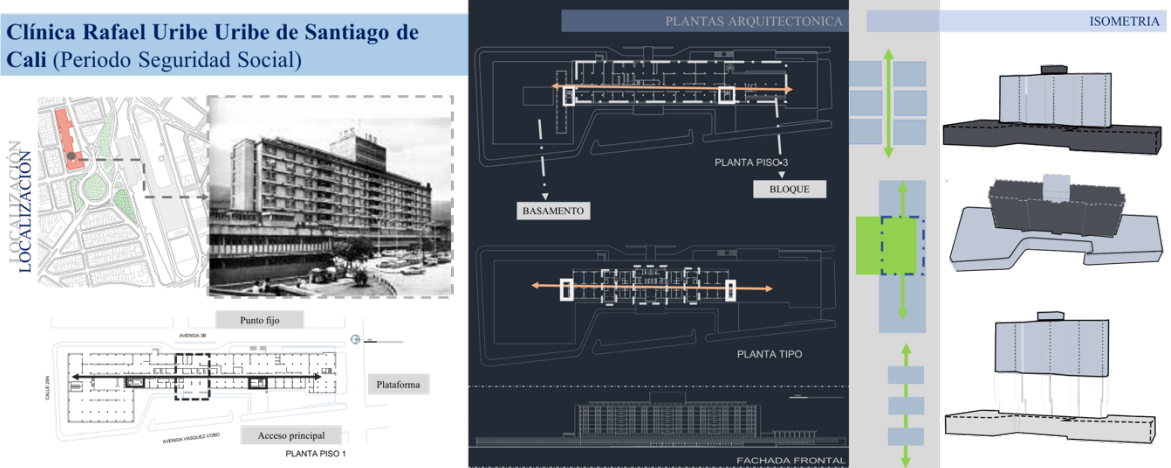 Clínica Rafael Uribe Uribe de Santiago de
Cali (Periodo Seguridad Social)
LOCALIZACIÓN
LOCALIZACIÓN
Punto fijo
AVENIDA 3B
CALLE 25N
Plataforma
AVENIDA VASQUEZ COBO
Acceso principal
PLANTA PISO 1
PLANTAS ARQUITECTONICA
PLANTA PISO 3
BLOQUE
BASAMENTO
PLANTA TIPO
FACHADA FRONTAL
ISOMETRIA